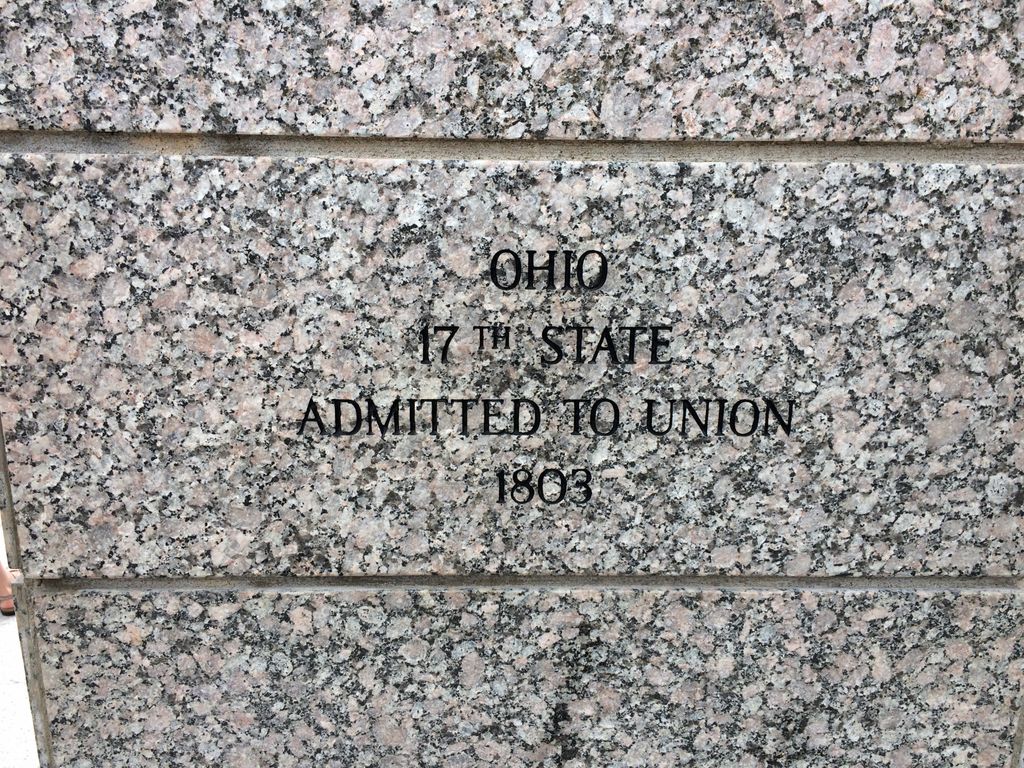 OHIO
17TH STATE
ADMITTED TO UNION
1803